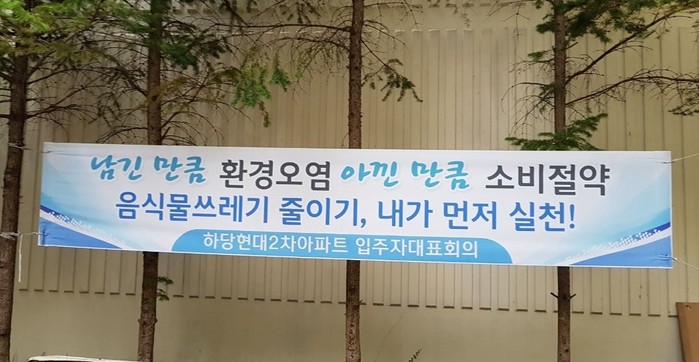 남긴 만큼 환경오염 아낀 만큼 소비절약
음식물쓰레기 줄이기, 내가 먼저 실천!
하당현대2차아파트 입주자대표회의